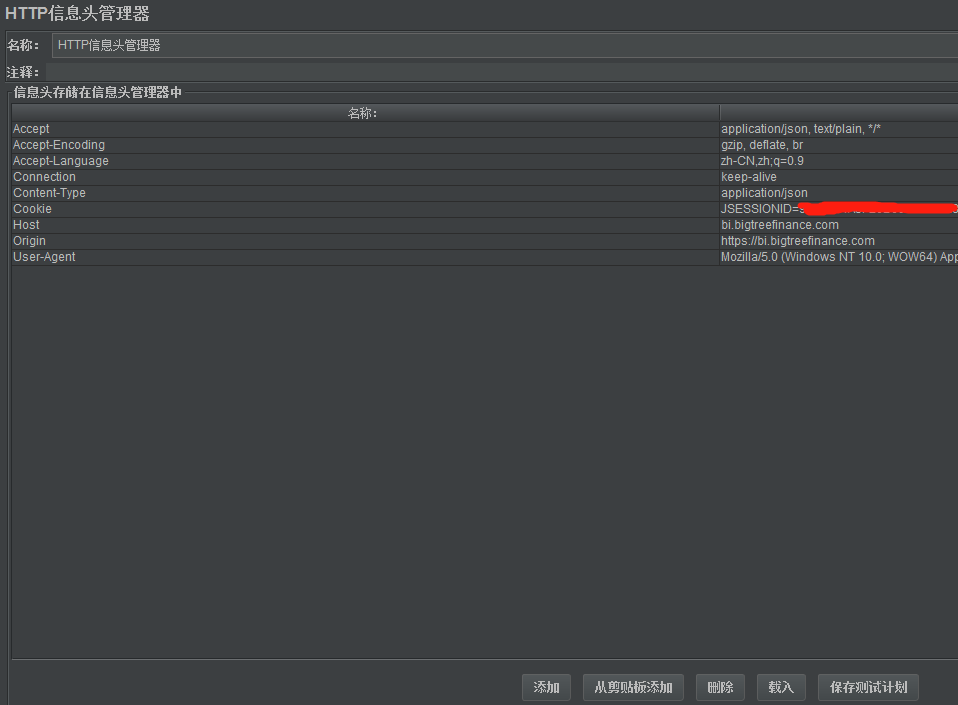 HTTP信息头管理器
名称： HTTP信息头管理器
注释：
信息头存储在信息头管理器中
名称：
Accept application/json, text/plain, */*
Accept-Encoding gzip, deflate, br
Accept-Language zh-CN,zh;q=0.9
Connection keep-alive
Content-Type application/json
Cookie JSESSIONID=
Host bi.bigtreefinance.com
Origin https://bi.bigtreefinance.com
User-Agent Mozilla/5.0 (Windows NT 10.0; WOW64) App
添加 从剪贴板添加 删除 载入 保存测试计划